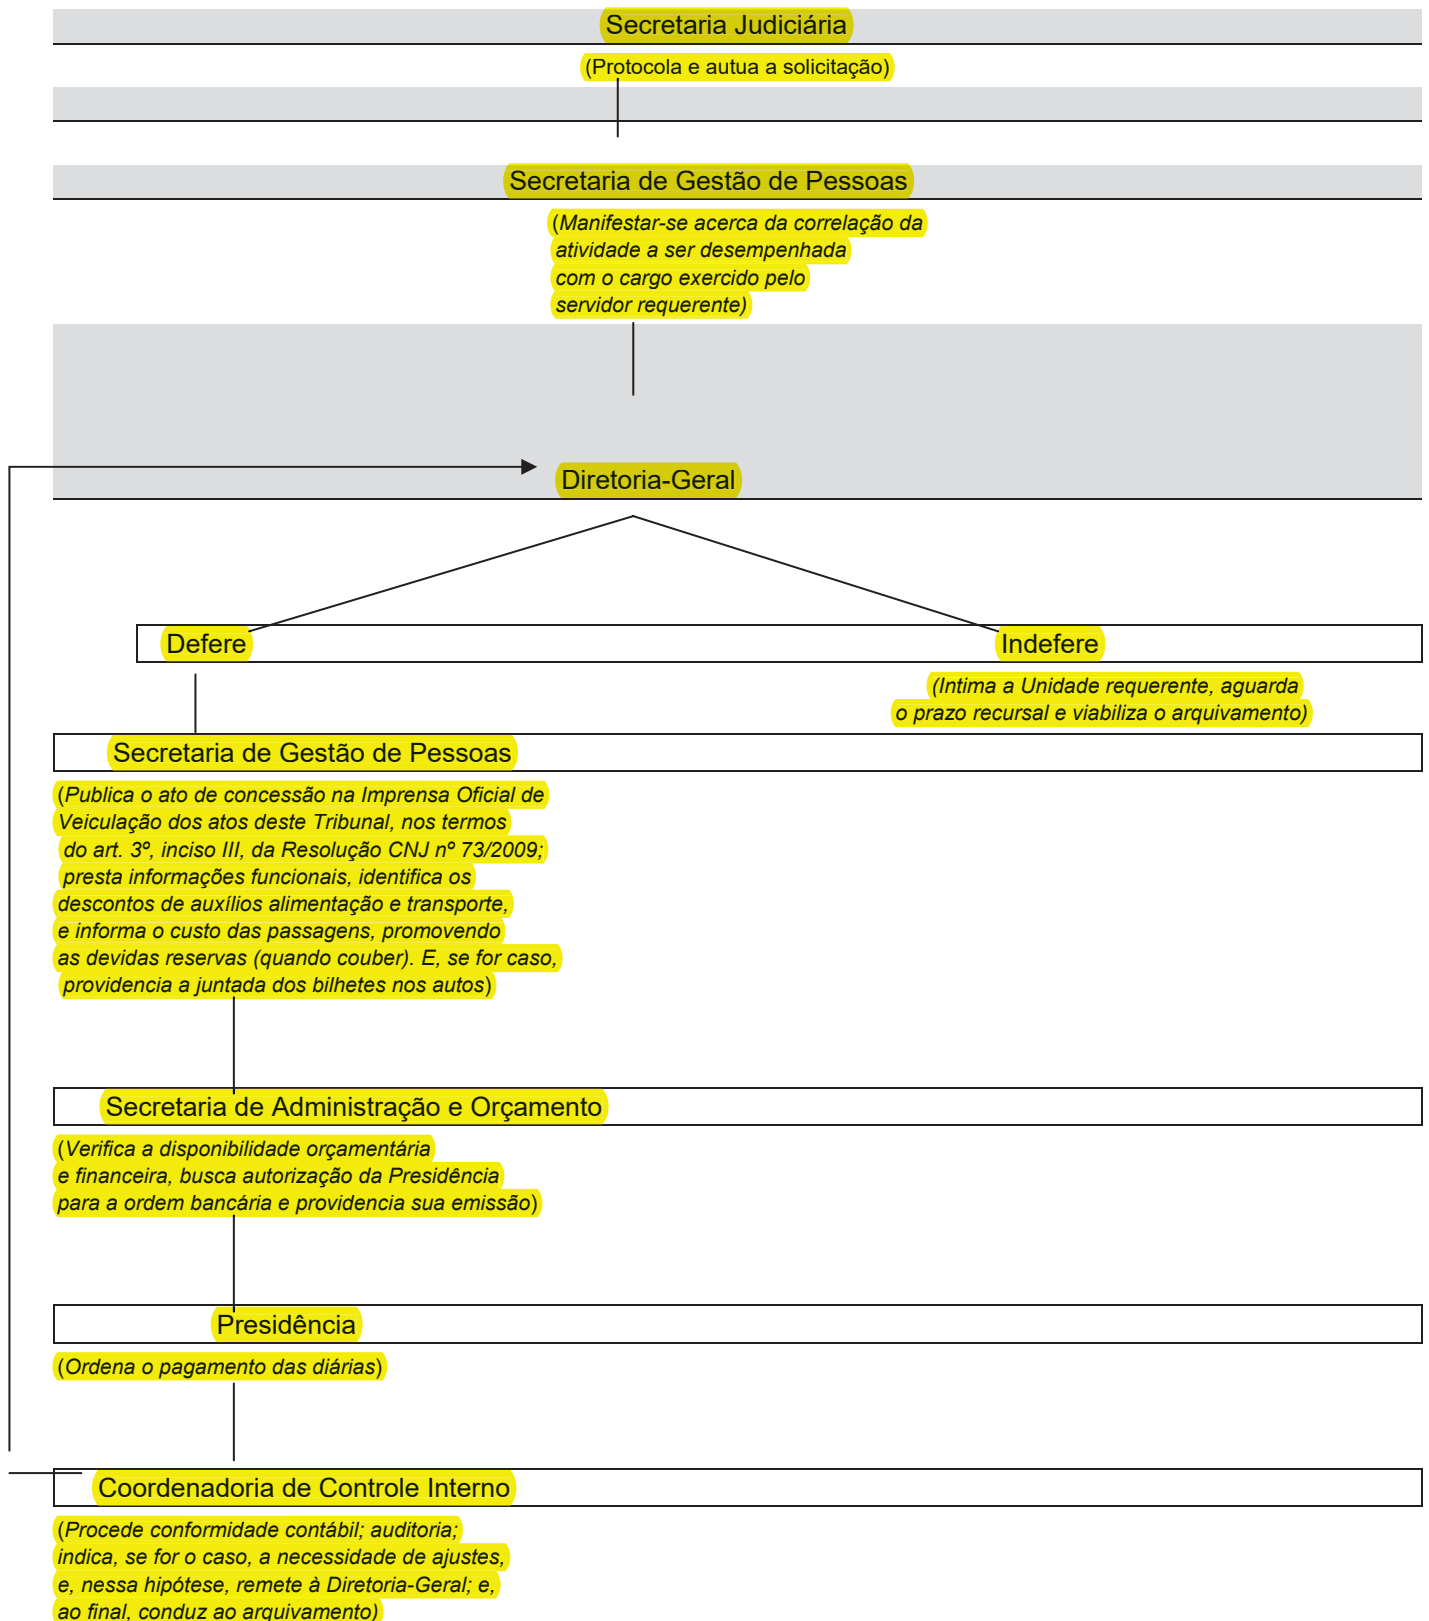 Secretaria Judiciária
(Protocola e autua a solicitação)
Secretaria de Gestão de Pessoas
(Manifestar-se acerca da correlação da
atividade a ser desempenhada
com o cargo exercido pelo
servidor requerente)
Diretoria-Geral
Defere
Indefere
(Intima a Unidade requerente, aguarda
o prazo recursal e viabiliza o arquivamento)
Secretaria de Gestão de Pessoas
(Publica o ato de concessão na Imprensa Oficial de
Veiculação dos atos deste Tribunal, nos termos
do art. 3º, inciso III, da Resolução CNJ nº 73/2009;
presta informações funcionais, identifica os
descontos de auxílios alimentação e transporte,
e informa o custo das passagens, promovendo
as devidas reservas (quando couber). E, se for caso,
providencia a juntada dos bilhetes nos autos)
Secretaria de Administração e Orçamento
(Verifica a disponibilidade orçamentária
e financeira, busca autorização da Presidência
para a ordem bancária e providencia sua emissão)
Presidência
(Ordena o pagamento das diárias)
Coordenadoria de Controle Interno
(Procede conformidade contábil; auditoria;
indica, se for o caso, a necessidade de ajustes,
e, nessa hipótese, remete à Diretoria-Geral; e,
ao final, conduz ao arquivamento)